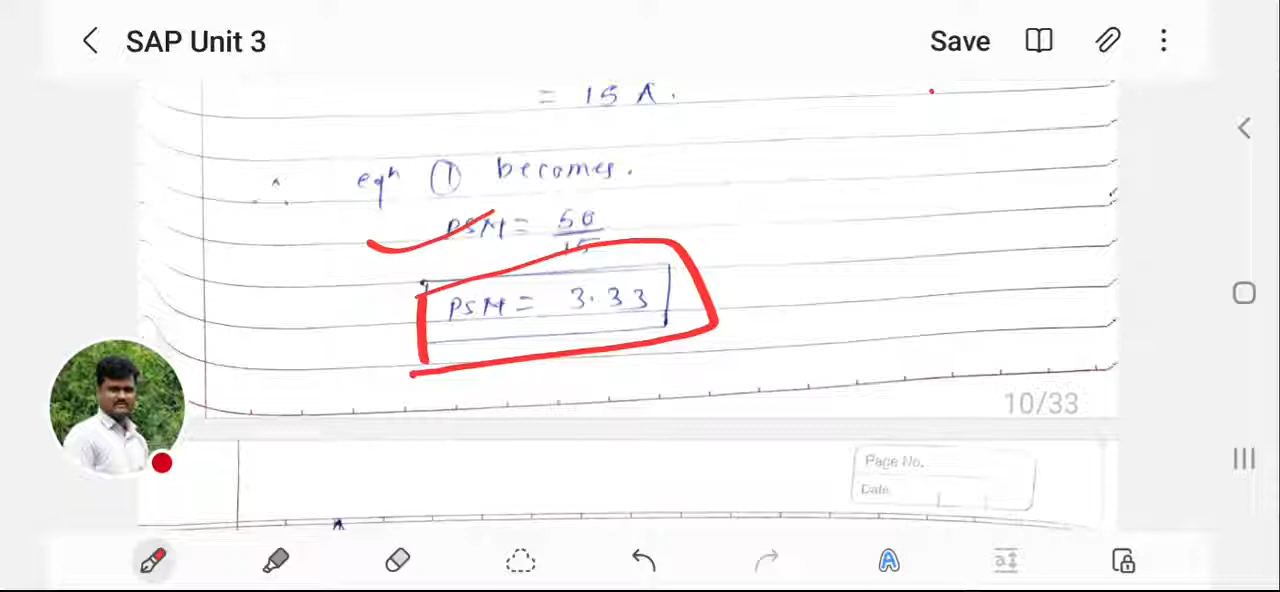 SAP Unit 3
Save
= 15 A.
∴ eqn ① becomes.
PSM = 50/15
PSM = 3.33
10/33
Page No.
Date